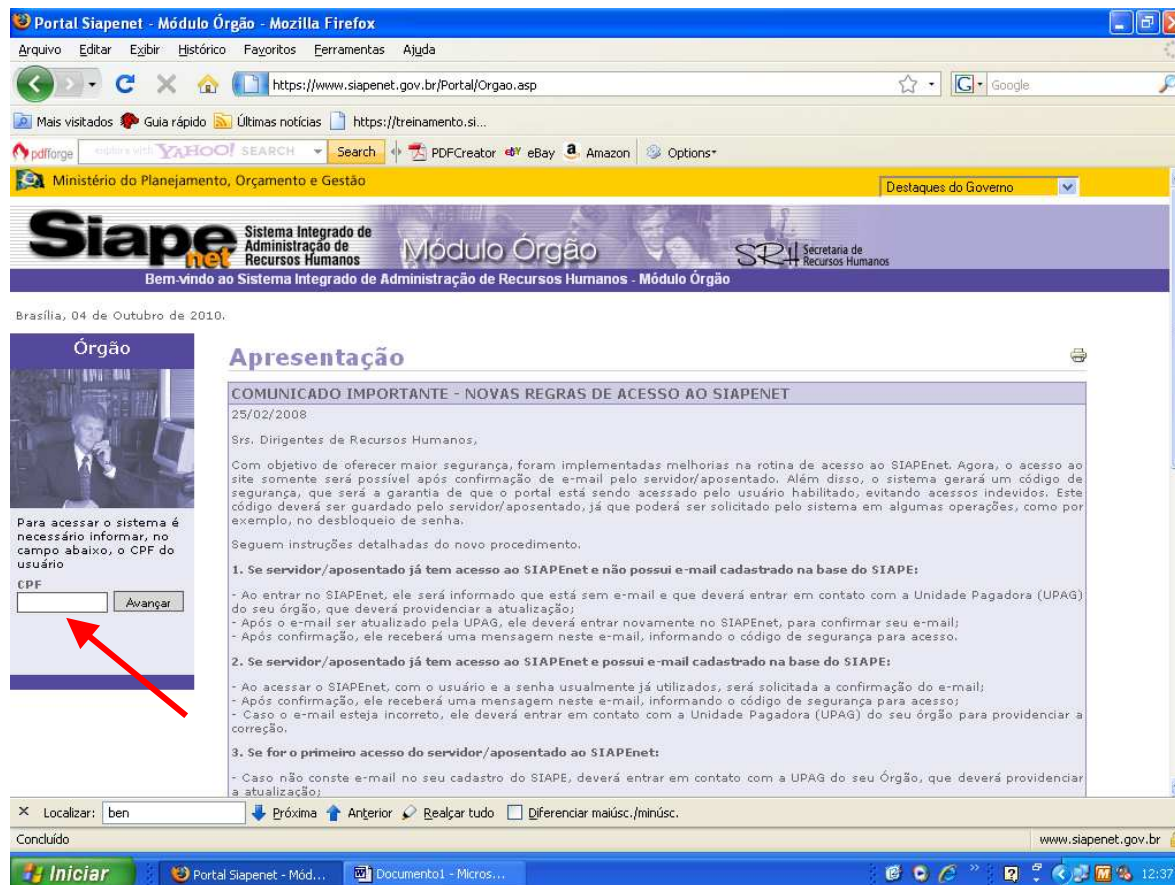 Portal Siapenet - Módulo Órgão - Mozilla Firefox
Arquivo Editar Exibir Histórico Favoritos Ferramentas Ajuda
https://www.siapenet.gov.br/Portal/Orgao.asp
Google
Mais visitados Guia rápido Últimas notícias https://treinamento.si...
pdfforge YAHOO! SEARCH Search PDFCreator eBay Amazon Options
Ministério do Planejamento, Orçamento e Gestão
Destaques do Governo
Siape net
Sistema Integrado de
Administração de
Recursos Humanos
Módulo Órgão
SRH Secretaria de
Recursos Humanos
Bem-vindo ao Sistema Integrado de Administração de Recursos Humanos - Módulo Órgão
Brasília, 04 de Outubro de 2010.
Órgão
Para acessar o sistema é
necessário informar, no
campo abaixo, o CPF do
usuário
CPF
Avançar
Apresentação
COMUNICADO IMPORTANTE - NOVAS REGRAS DE ACESSO AO SIAPENET
25/02/2008
Srs. Dirigentes de Recursos Humanos,
Com objetivo de oferecer maior segurança, foram implementadas melhorias na rotina de acesso ao SIAPEnet. Agora, o acesso ao
site somente será possível após confirmação de e-mail pelo servidor/aposentado. Além disso, o sistema gerará um código de
segurança, que será a garantia de que o portal está sendo acessado pelo usuário habilitado, evitando acessos indevidos. Este
código deverá ser guardado pelo servidor/aposentado, já que poderá ser solicitado pelo sistema em algumas operações, como por
exemplo, no desbloqueio de senha.
Seguem instruções detalhadas do novo procedimento.
1. Se servidor/aposentado já tem acesso ao SIAPEnet e não possui e-mail cadastrado na base do SIAPE:
- Ao entrar no SIAPEnet, ele será informado que está sem e-mail e que deverá entrar em contato com a Unidade Pagadora (UPAG)
do seu órgão, que deverá providenciar a atualização;
- Após o e-mail ser atualizado pela UPAG, ele deverá entrar novamente no SIAPEnet, para confirmar seu e-mail;
- Após confirmação, ele receberá uma mensagem neste e-mail, informando o código de segurança para acesso.
2. Se servidor/aposentado já tem acesso ao SIAPEnet e possui e-mail cadastrado na base do SIAPE:
- Ao acessar o SIAPEnet, com o usuário e a senha usualmente já utilizados, será solicitada a confirmação do e-mail;
- Após confirmação, ele receberá uma mensagem neste e-mail, informando o código de segurança para acesso;
- Caso o e-mail esteja incorreto, ele deverá entrar em contato com a Unidade Pagadora (UPAG) do seu órgão para providenciar a
correção.
3. Se for o primeiro acesso do servidor/aposentado ao SIAPEnet:
- Caso não conste e-mail no seu cadastro do SIAPE, deverá entrar em contato com a UPAG do seu Órgão, que deverá providenciar
a atualização;
Localizar: ben Próxima Anterior Realçar tudo Diferenciar maiúsc./minúsc.
Concluído
www.siapenet.gov.br
Iniciar
Portal Siapenet - Mód...
Documento1 - Micros...
12:37